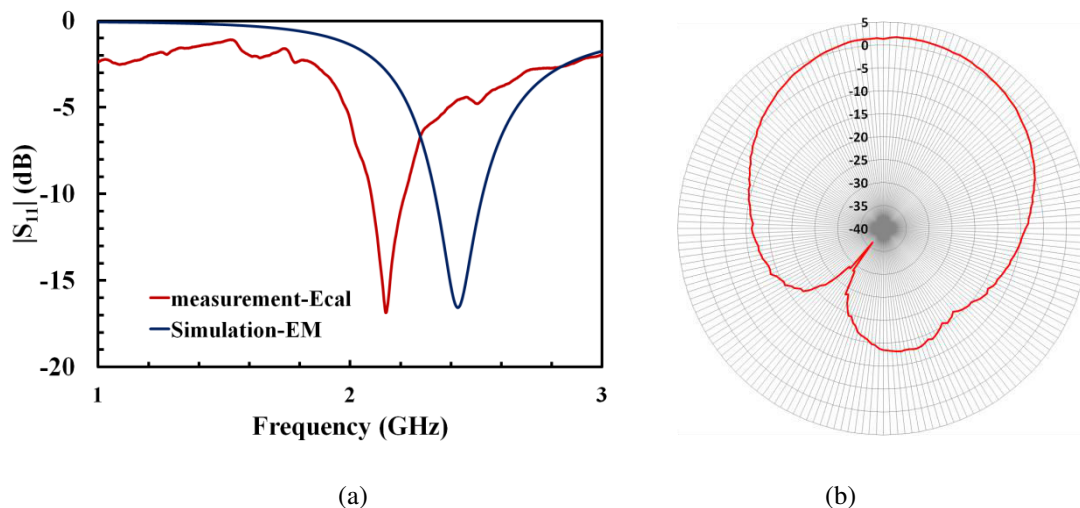 0
-5
-10
-15
-20
|S₁₁| (dB)
measurement-Ecal
Simulation-EM
1 2 3
Frequency (GHz)
(a)
5
0
-5
-10
-15
-20
-25
-30
-35
-40
(b)